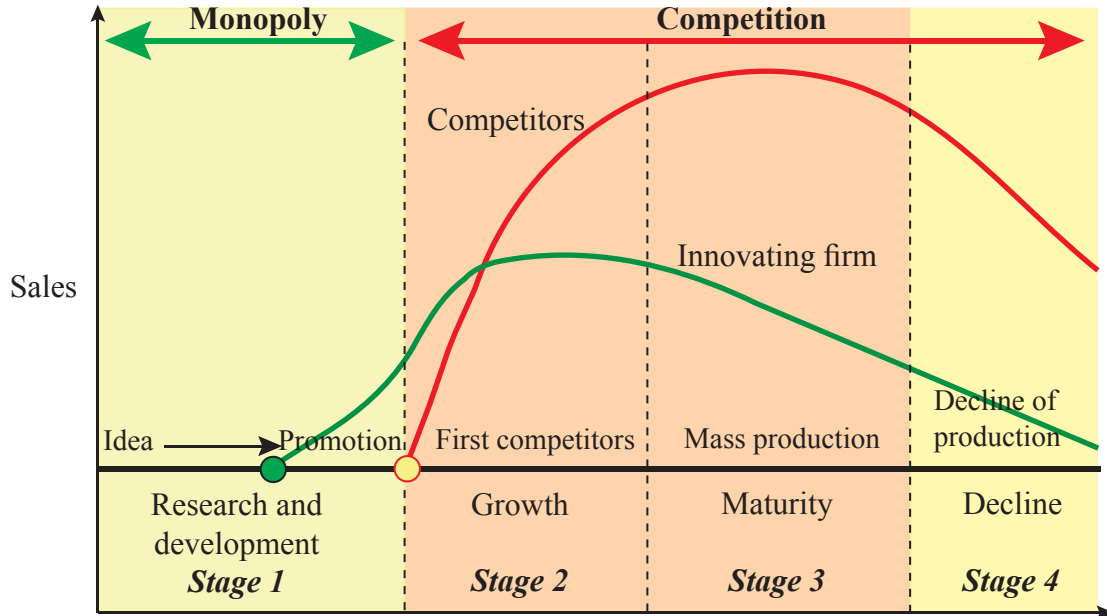 Monopoly
Competition
Competitors
Innovating firm
Sales
Idea
Promotion
First competitors
Mass production
Decline of
production
Research and
development
Growth
Maturity
Decline
Stage 1
Stage 2
Stage 3
Stage 4